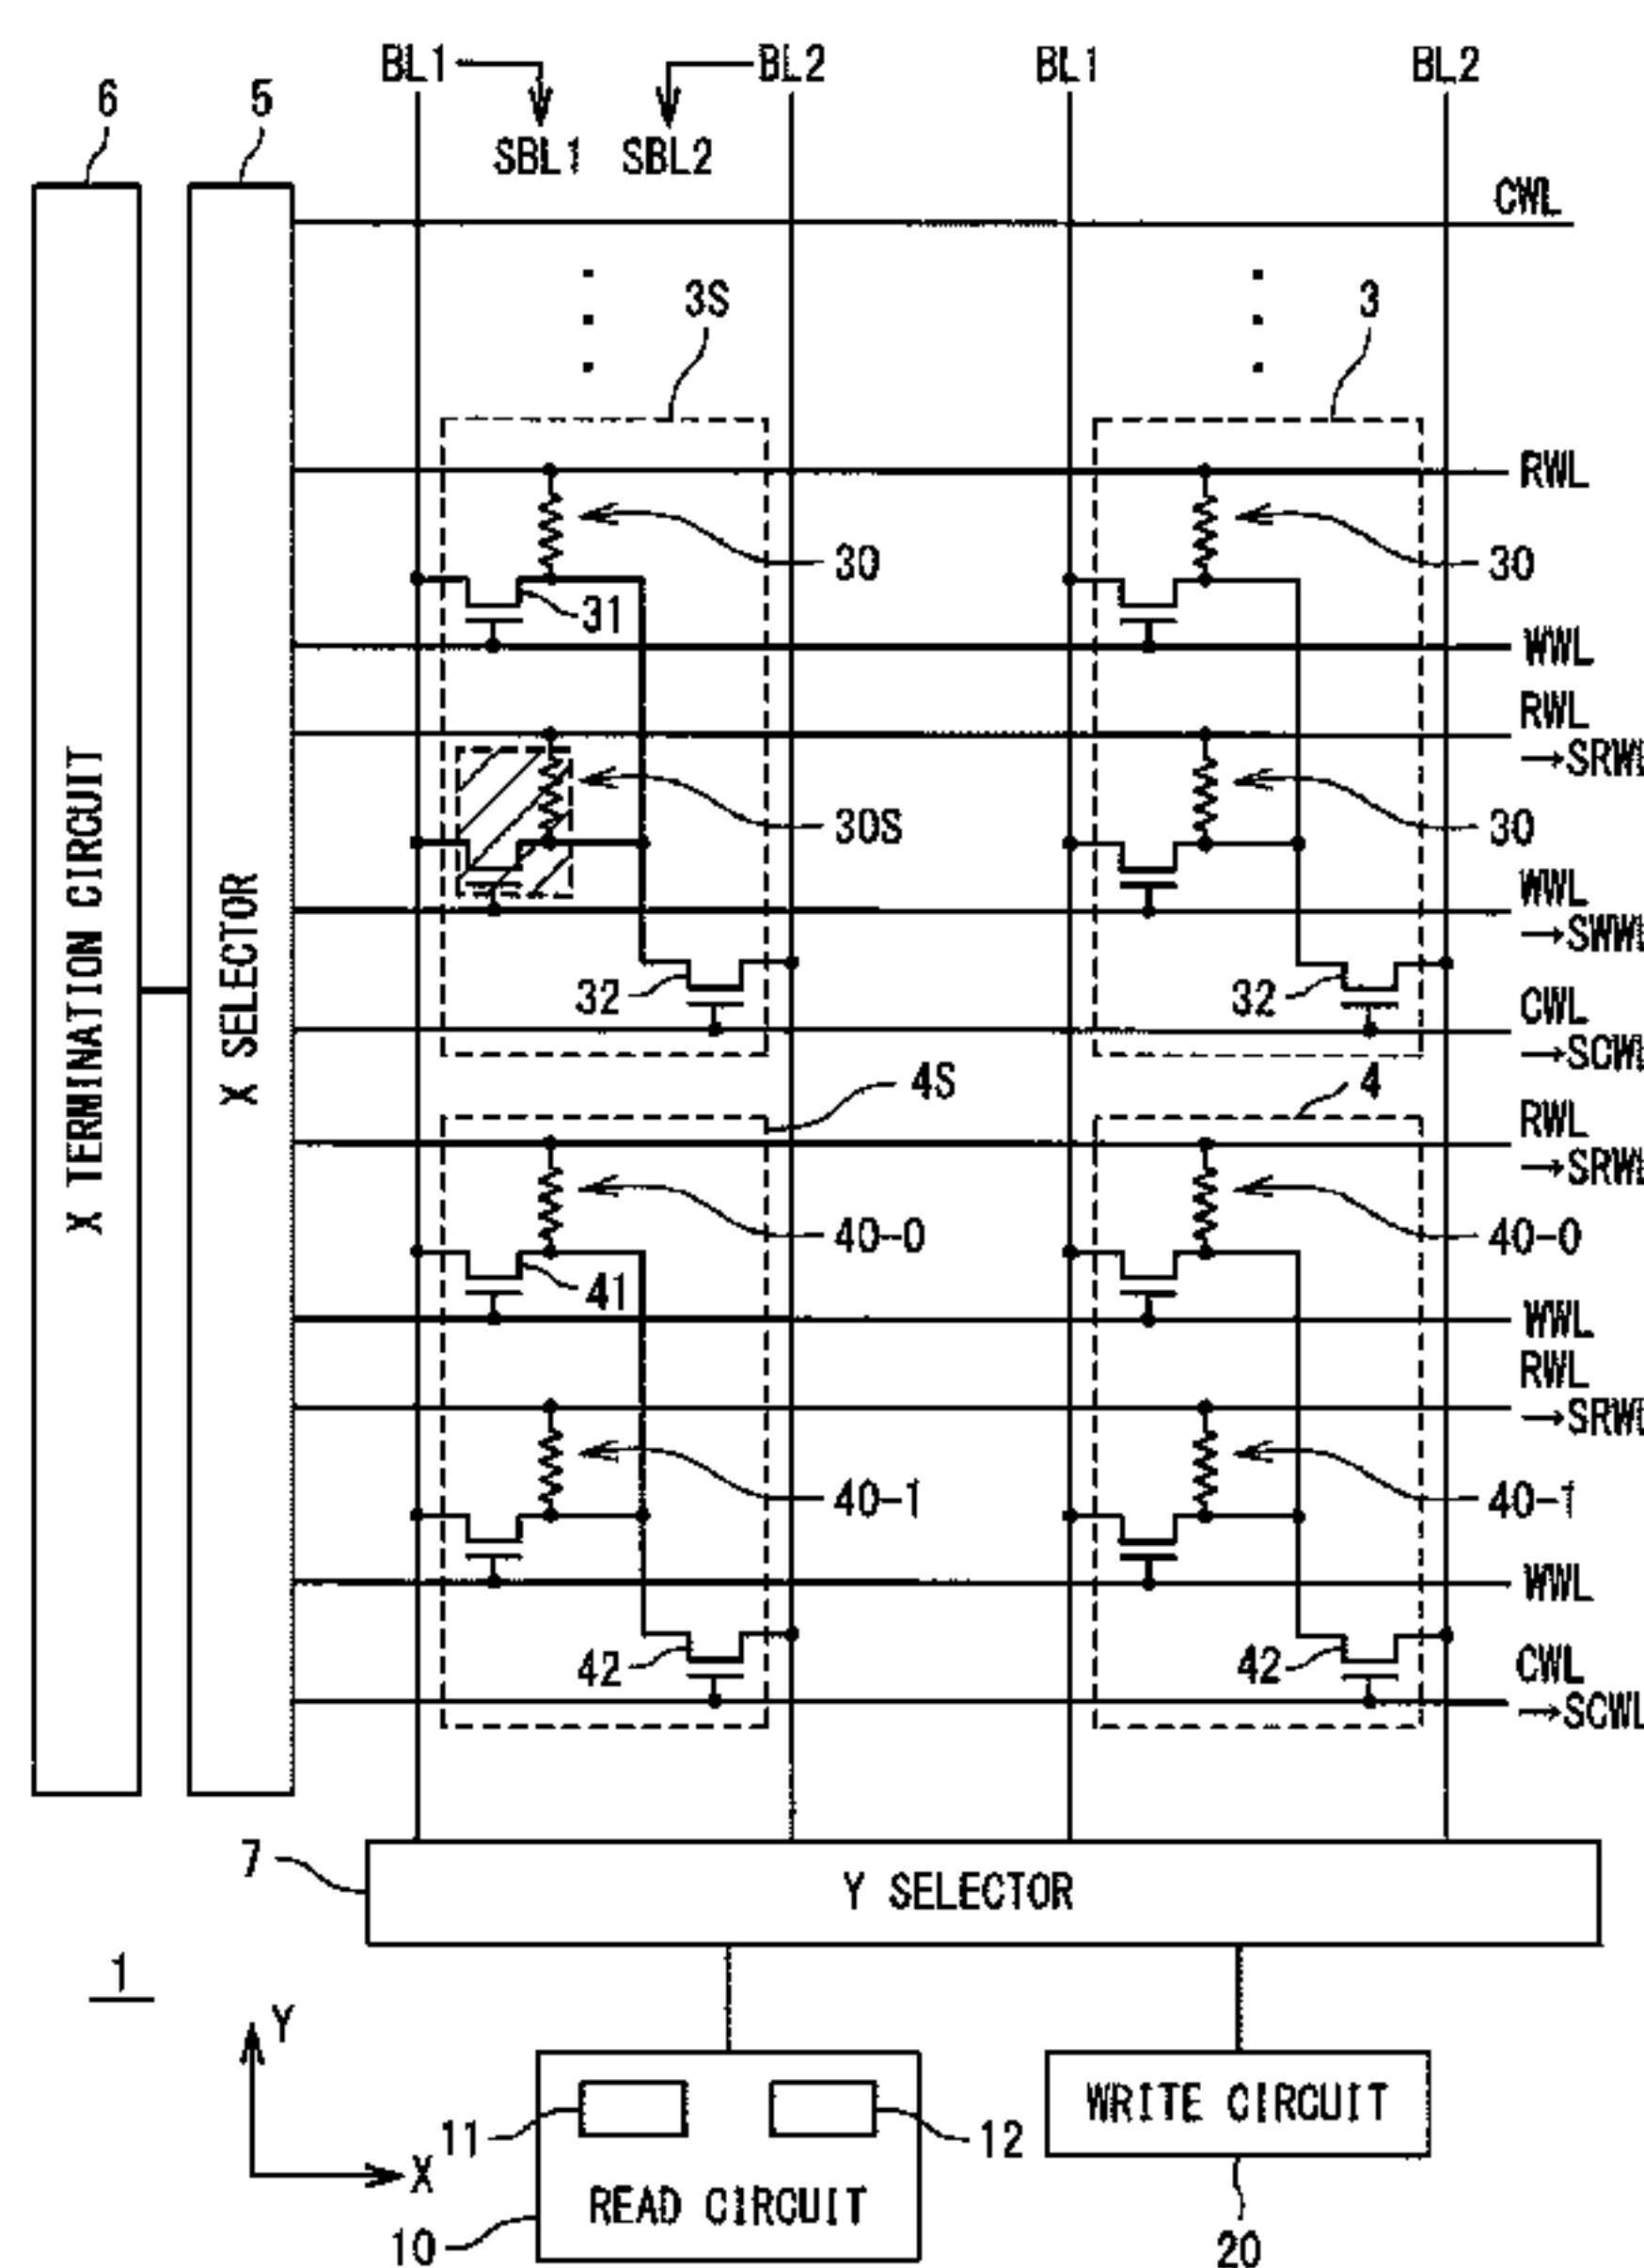 BL1 BL2 BL1 BL2
6 5
SBL1 SBL2
CWL
3S 3
RWL
30 30
31
WWL
RWL
→SRWL
30S 30
WWL
→SWWL
32 32
CWL
→SCWL
4S 4
RWL
→SRWL
40-0 40-0
41
WWL
RWL
→SRWL
40-1 40-1
WWL
42 42
CWL
→SCWL
X TERMINATION CIRCUIT
X SELECTOR
7
Y SELECTOR
1
Y
X
11 12
READ CIRCUIT
10
WRITE CIRCUIT
20